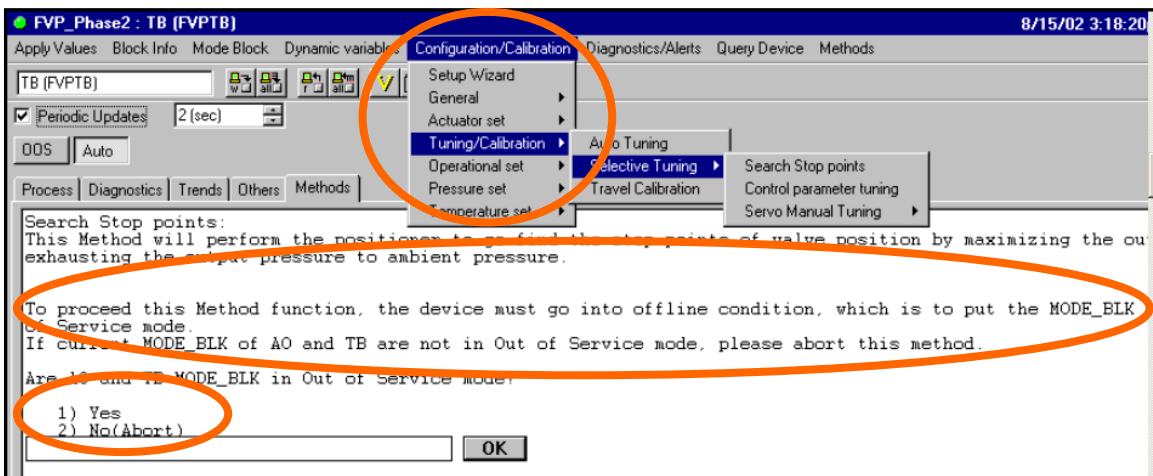 FVP_Phase2 : TB (FVPTB) 8/15/02 3:18:20
Apply Values Block Info Mode Block Dynamic variables Configuration/Calibration Diagnostics/Alerts Query Device Methods
TB (FVPTB)
Setup Wizard
General
Periodic Updates 2 (sec)
Actuator set
OOS Auto
Tuning/Calibration Auto Tuning
Operational set Selective Tuning Search Stop points
Process Diagnostics Trends Others Methods Pressure set Travel Calibration Control parameter tuning
Temperature set Servo Manual Tuning
Search Stop points:
This Method will perform the positioner to go find the stop points of valve position by maximizing the ou
exhausting the output pressure to ambient pressure.
To proceed this Method function, the device must go into offline condition, which is to put the MODE_BLK
of Service mode.
If current MODE_BLK of AO and TB are not in Out of Service mode, please abort this method.
Are AO and TB MODE_BLK in Out of Service mode?
1) Yes
2) No(Abort)
OK